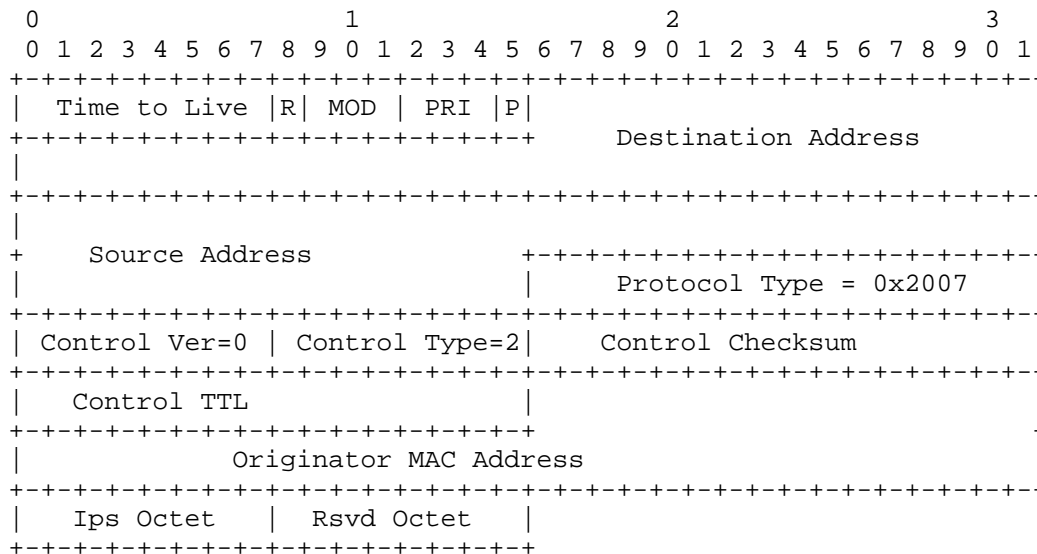 0 1 2 3
0 1 2 3 4 5 6 7 8 9 0 1 2 3 4 5 6 7 8 9 0 1 2 3 4 5 6 7 8 9 0 1
+-+-+-+-+-+-+-+-+-+-+-+-+-+-+-+-+-+-+-+-+-+-+-+-+-+-+-+-+-+-+-+-
| Time to Live |R| MOD | PRI |P|
+-+-+-+-+-+-+-+-+-+-+-+-+-+-+-+-+ Destination Address
|
+-+-+-+-+-+-+-+-+-+-+-+-+-+-+-+-+-+-+-+-+-+-+-+-+-+-+-+-+-+-+-+-
|
+ Source Address +-+-+-+-+-+-+-+-+-+-+-+-+-+-+-+-
| | Protocol Type = 0x2007
+-+-+-+-+-+-+-+-+-+-+-+-+-+-+-+-+-+-+-+-+-+-+-+-+-+-+-+-+-+-+-+-
| Control Ver=0 | Control Type=2| Control Checksum
+-+-+-+-+-+-+-+-+-+-+-+-+-+-+-+-+-+-+-+-+-+-+-+-+-+-+-+-+-+-+-+-
| Control TTL |
+-+-+-+-+-+-+-+-+-+-+-+-+-+-+-+-+ -
| Originator MAC Address
+-+-+-+-+-+-+-+-+-+-+-+-+-+-+-+-+-+-+-+-+-+-+-+-+-+-+-+-+-+-+-+-
| Ips Octet | Rsvd Octet |
+-+-+-+-+-+-+-+-+-+-+-+-+-+-+-+-+